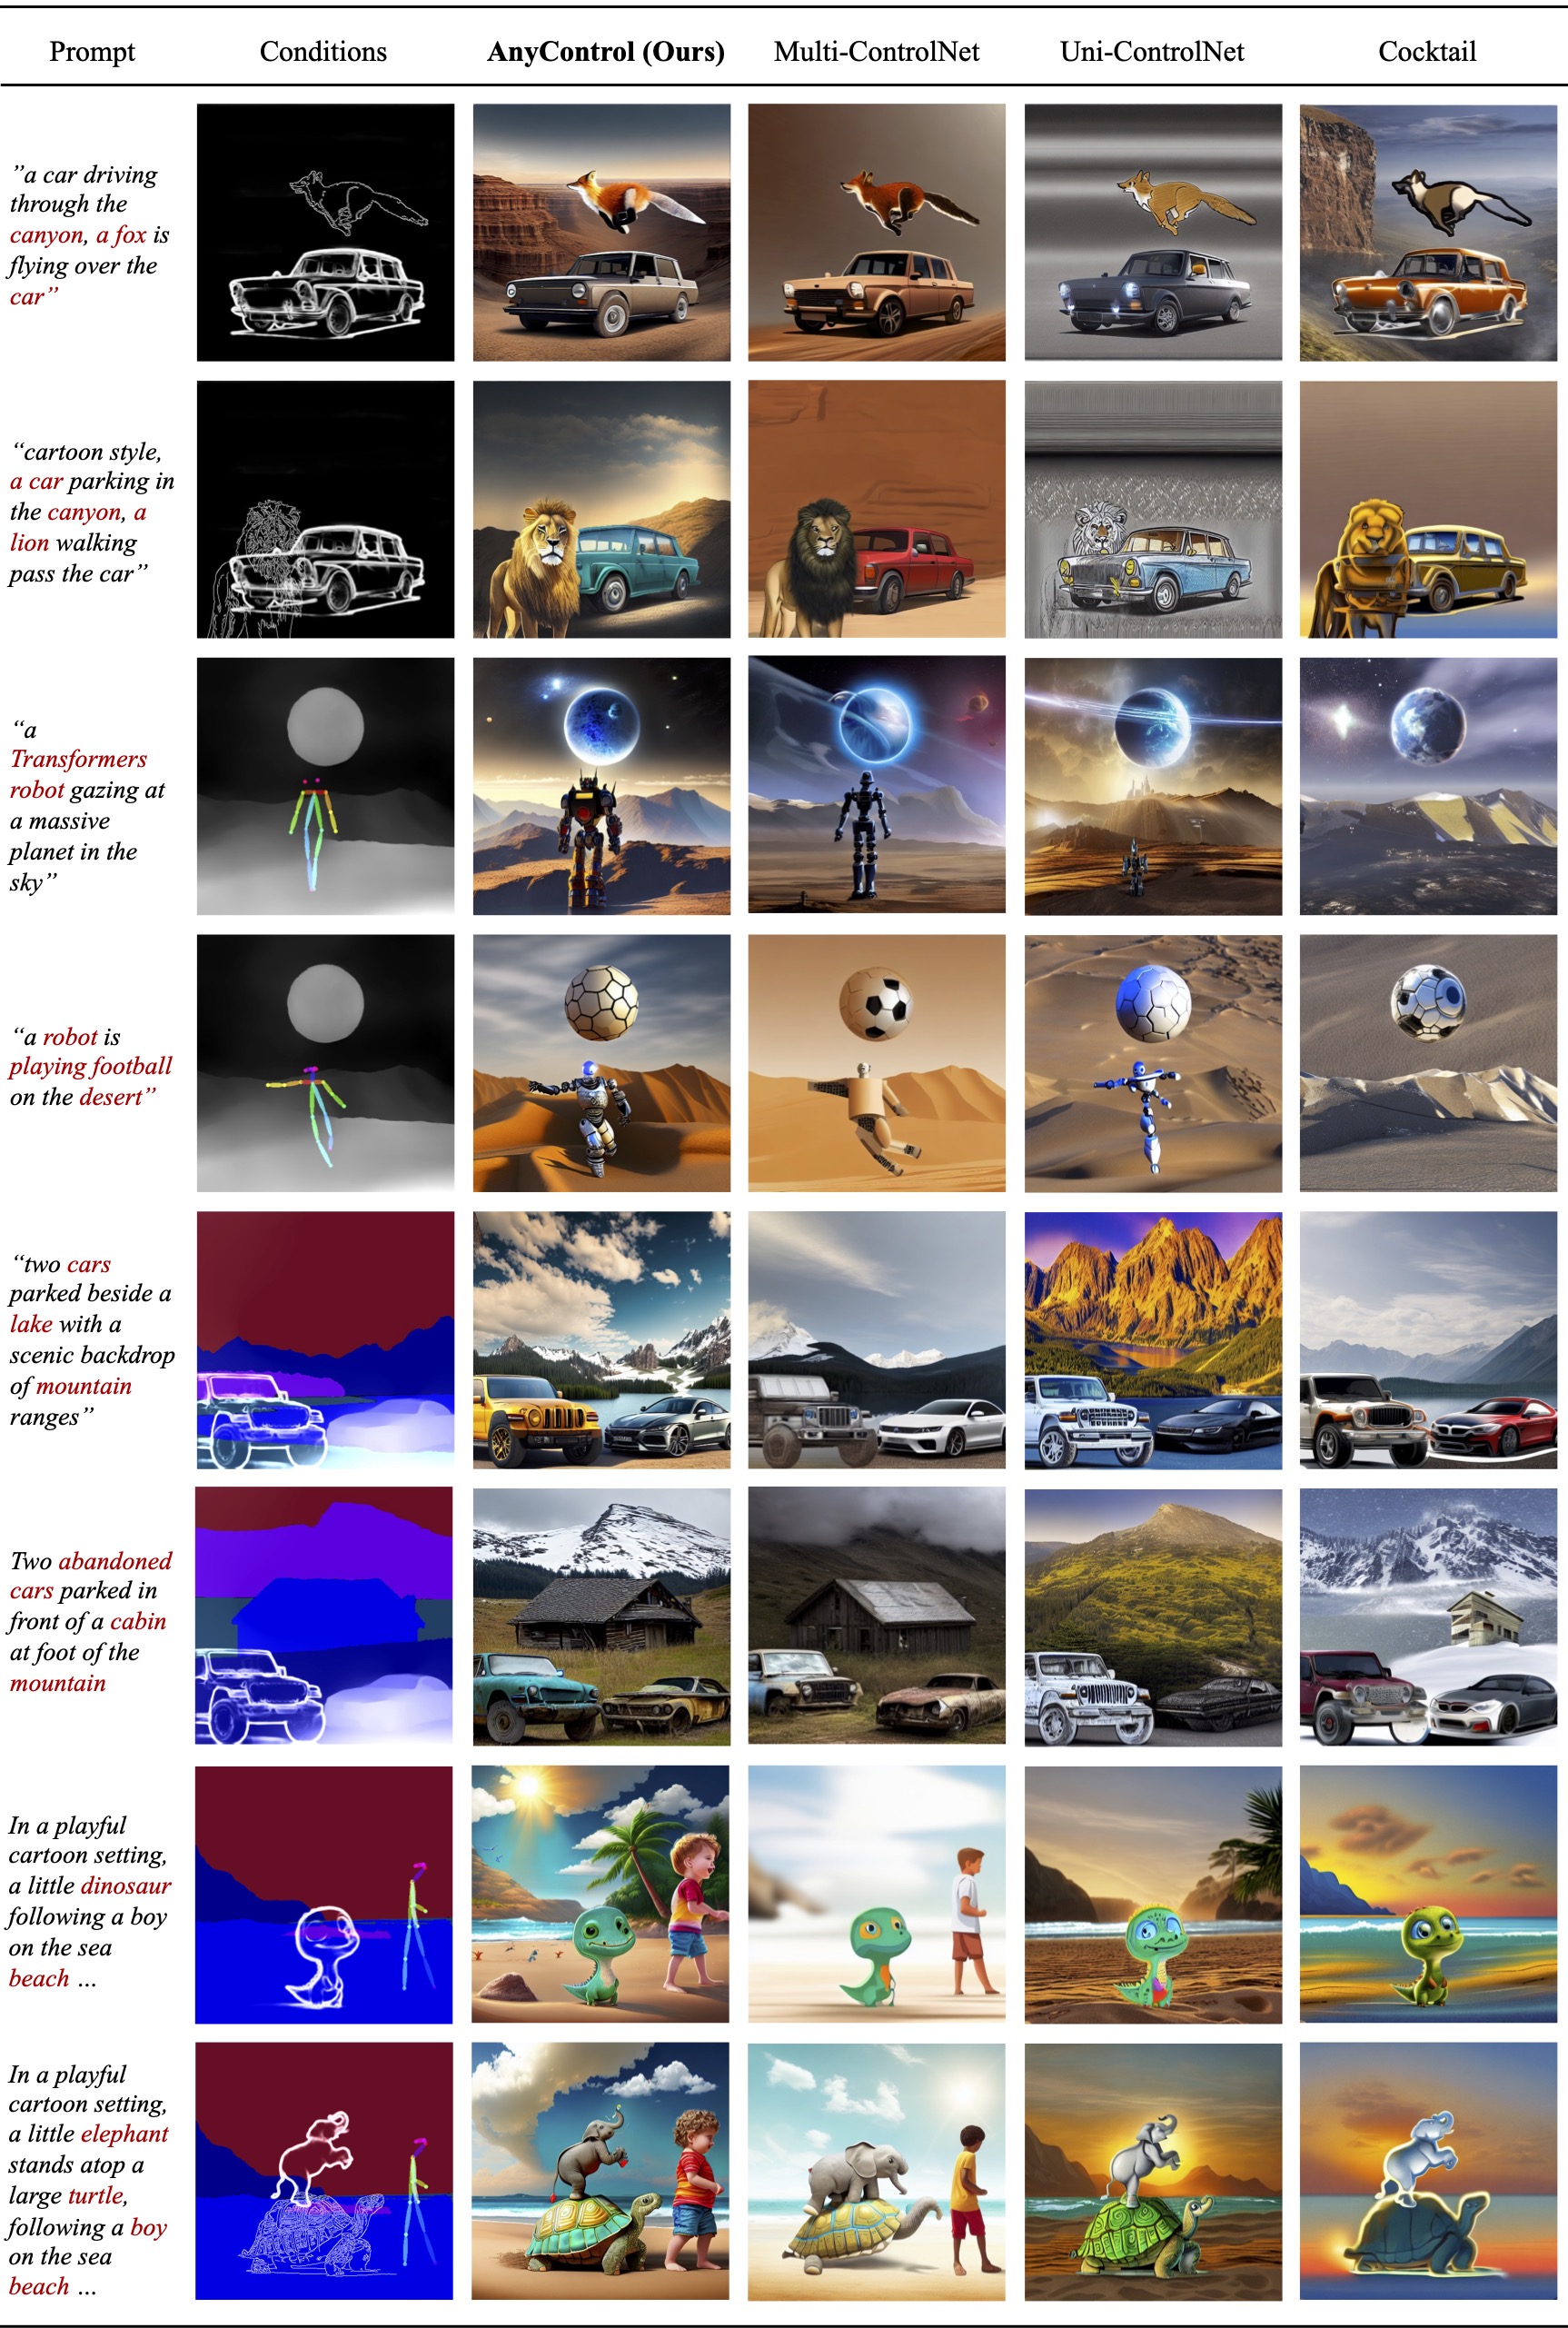 Prompt
Conditions
AnyControl (Ours)
Multi-ControlNet
Uni-ControlNet
Cocktail
”a car driving
through the
canyon, a fox is
flying over the
car”
“cartoon style,
a car parking in
the canyon, a
lion walking
pass the car”
“a
Transformers
robot gazing at
a massive
planet in the
sky”
“a robot is
playing football
on the desert”
“two cars
parked beside a
lake with a
scenic backdrop
of mountain
ranges”
Two abandoned
cars parked in
front of a cabin
at foot of the
mountain
In a playful
cartoon setting,
a little dinosaur
following a boy
on the sea
beach ...
In a playful
cartoon setting,
a little elephant
stands atop a
large turtle,
following a boy
on the sea
beach ...